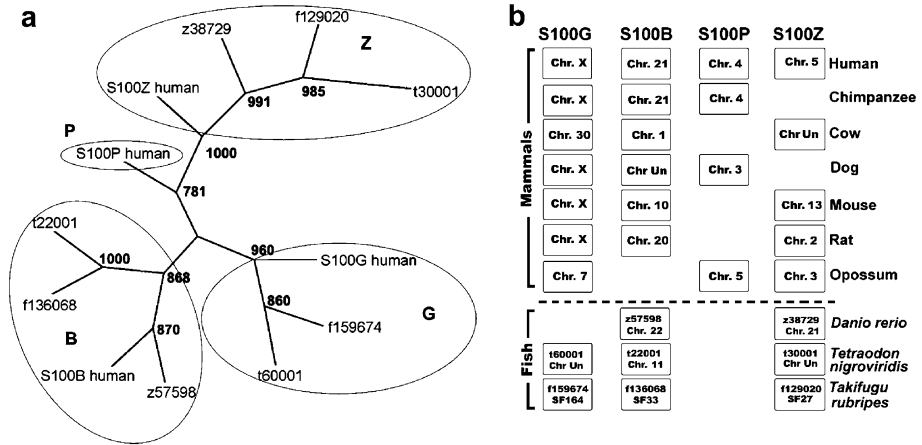 a
z38729
f129020
Z
S100Z human
991
985
t30001
P
1000
S100P human
781
t22001
1000
868
960
S100G human
f136068
860
G
B
870
f159674
S100B human
z57598
t60001
b
S100G S100B S100P S100Z
Mammals
Chr. X Chr. 21 Chr. 4 Chr. 5 Human
Chr. X Chr. 21 Chr. 4 Chimpanzee
Chr. 30 Chr. 1 Chr Un Cow
Chr. X Chr Un Chr. 3 Dog
Chr. X Chr. 10 Chr. 13 Mouse
Chr. X Chr. 20 Chr. 2 Rat
Chr. 7 Chr. 5 Chr. 3 Opossum
Fish
z57598 z38729 Danio rerio
Chr. 22 Chr. 21
t60001 t22001 t30001 Tetraodon
Chr Un Chr. 11 Chr Un nigroviridis
f159674 f136068 f129020 Takifugu
SF164 SF33 SF27 rubripes